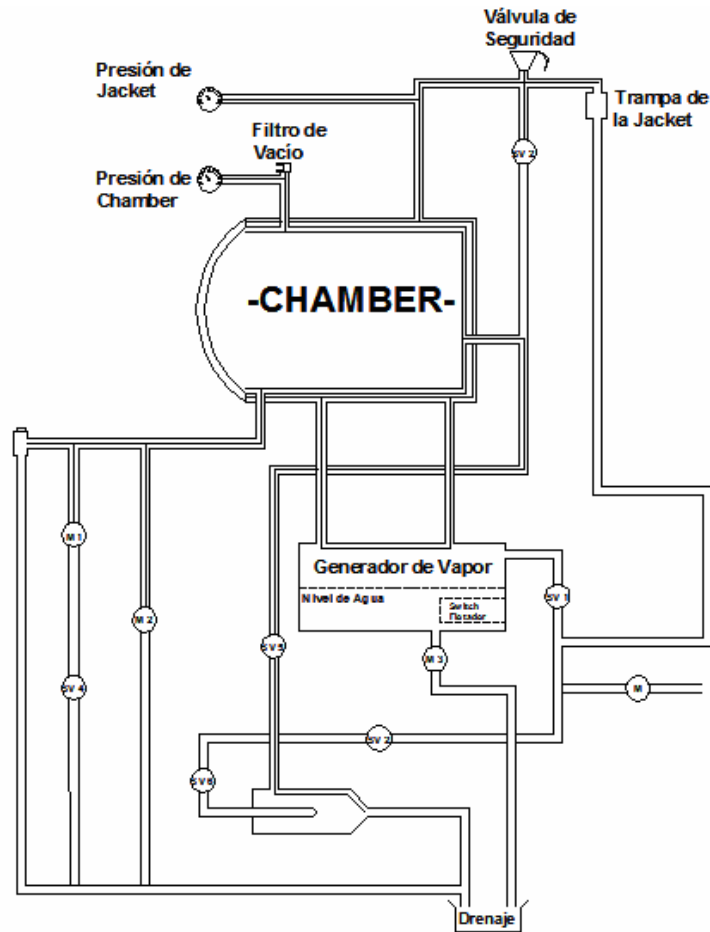 Válvula de
Seguridad
Presión de
Jacket
Trampa de
la Jacket
Filtro de
Vacío
SV 2
Presión de
Chamber
-CHAMBER-
M 1
Generador de Vapor
Nivel de Agua
SV 1
Switch
Flotador
M 2
SV 5
M 3
SV 4
M
SV 2
SV6
Drenaje